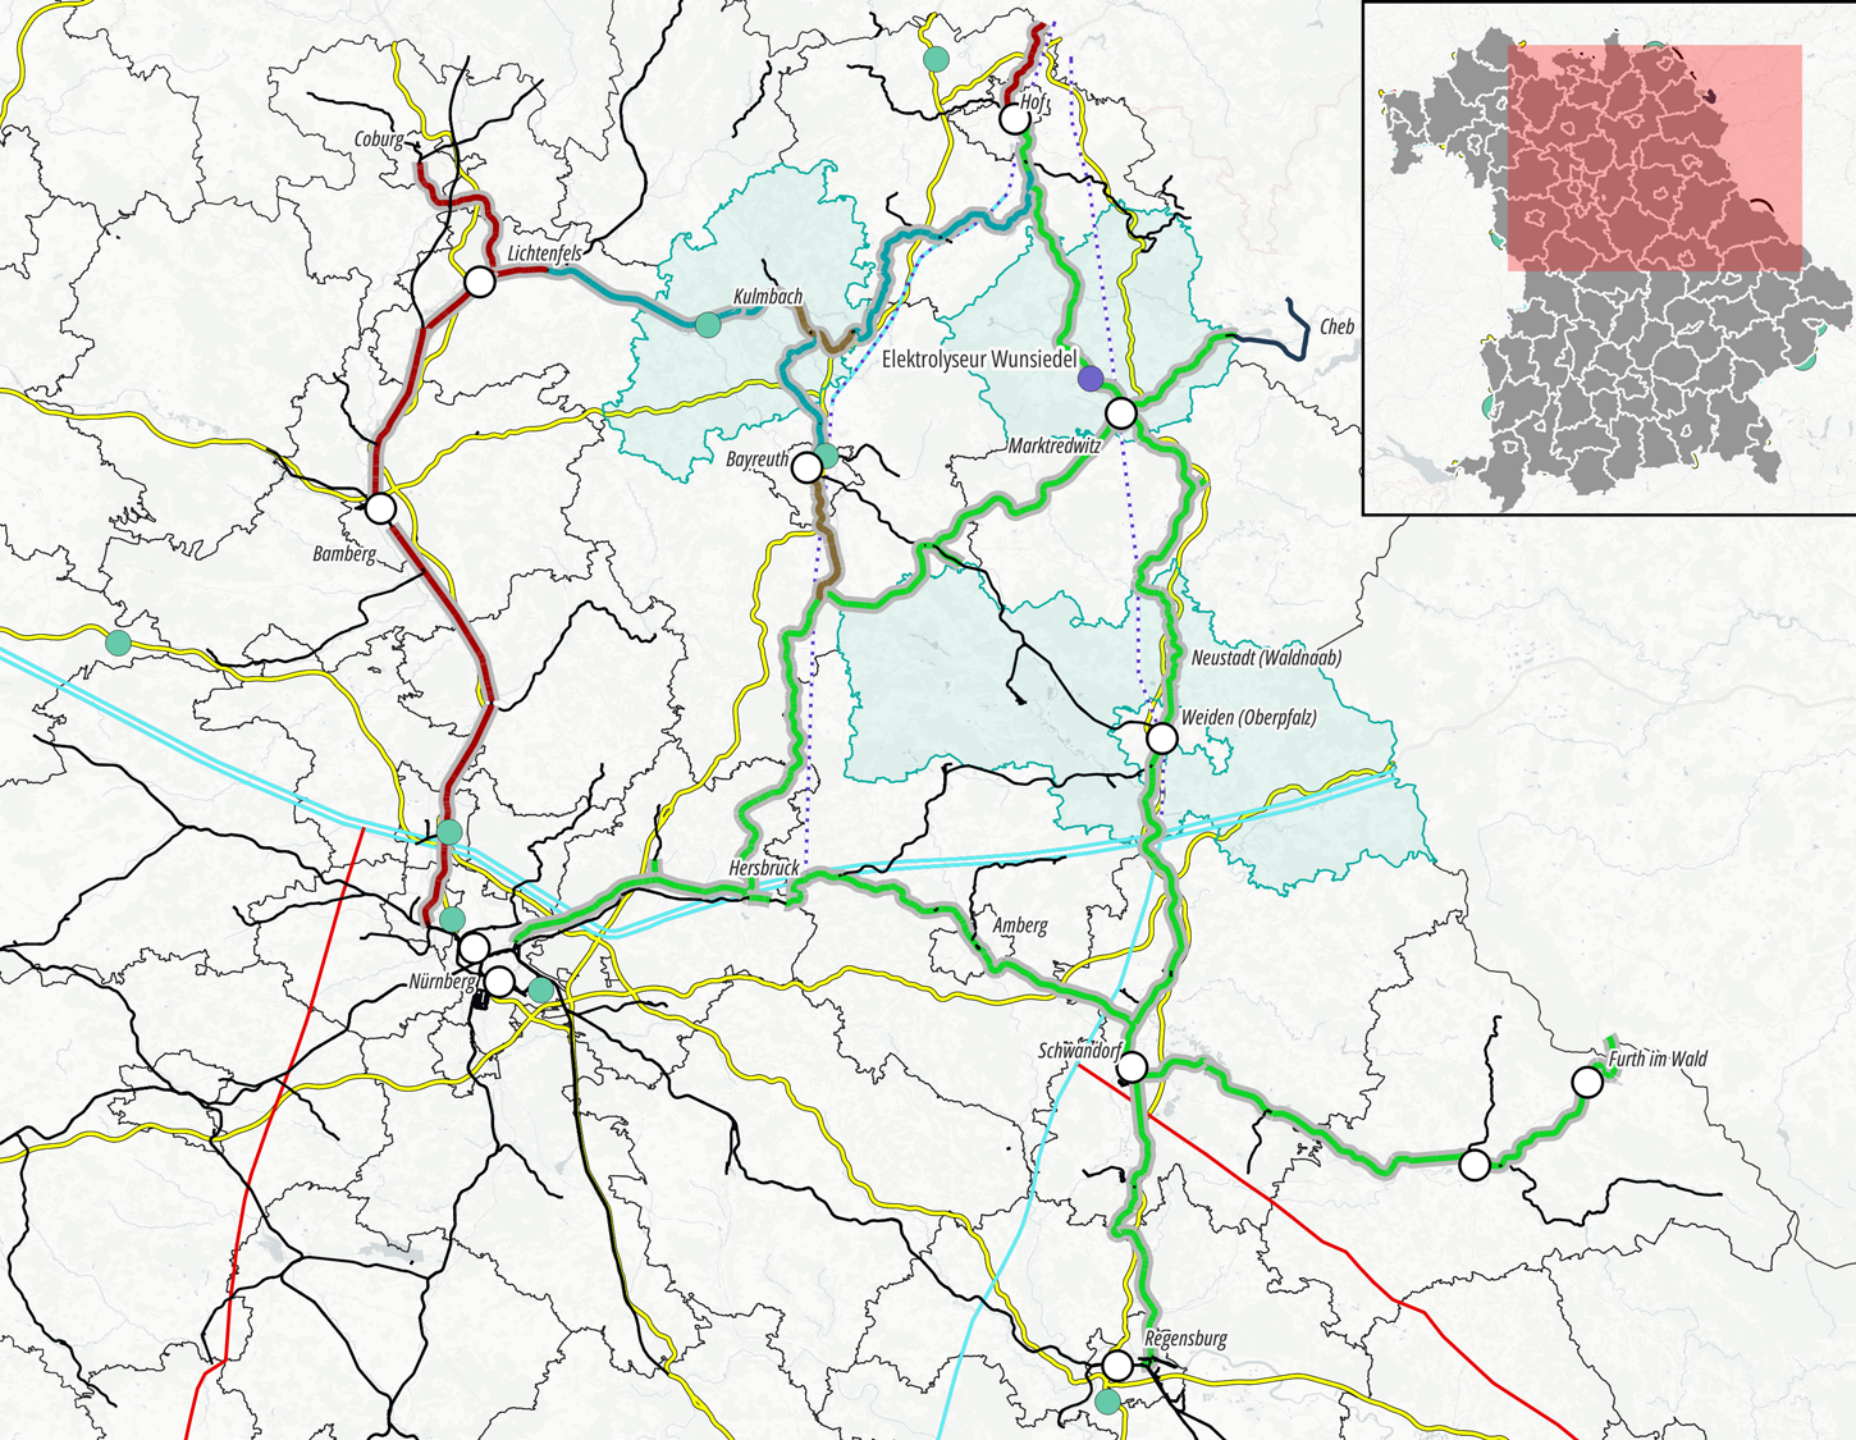 Hof
Coburg
Lichtenfels
Kulmbach
Cheb
Elektrolyseur Wunsiedel
Marktredwitz
Bayreuth
Bamberg
Neustadt (Waldnaab)
Weiden (Oberpfalz)
Hersbruck
Amberg
Nürnberg
Schwandorf
Furth im Wald
Regensburg